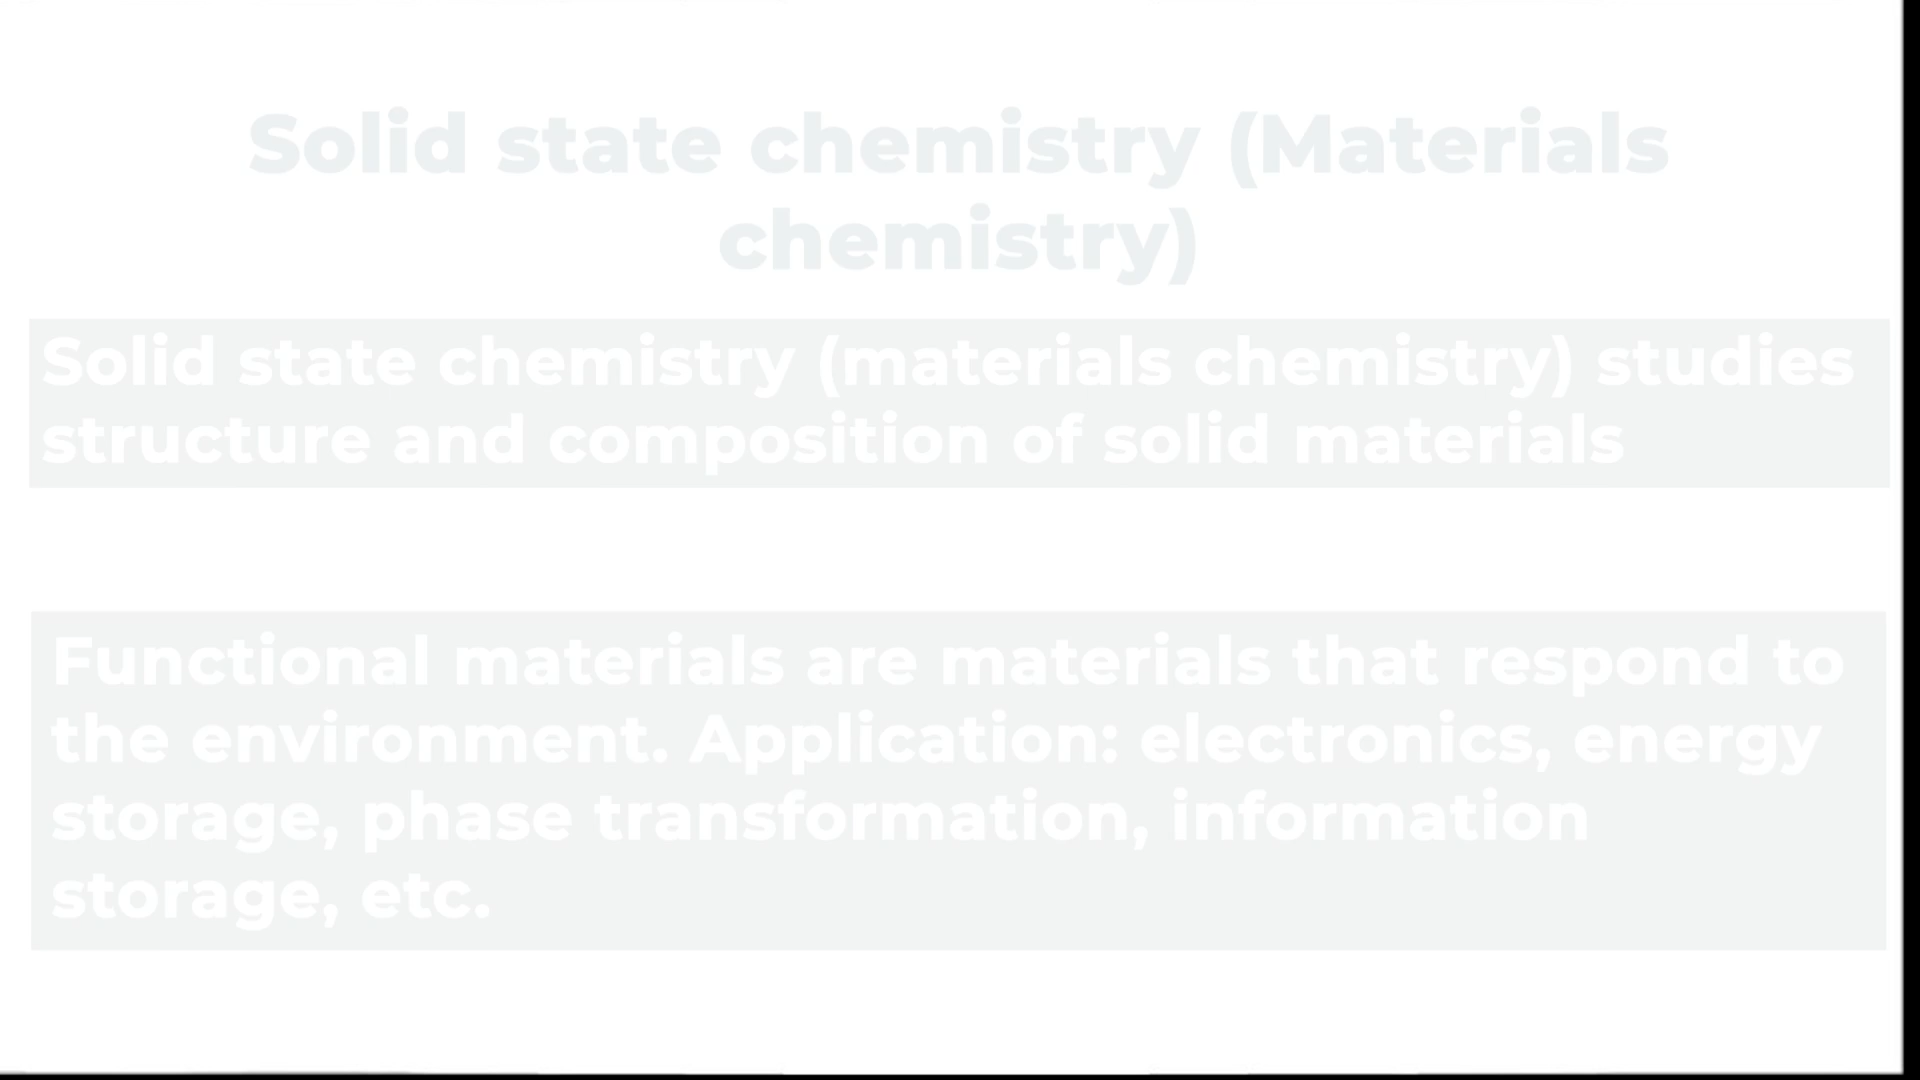 Solid state chemistry (Materials
chemistry)
Solid state chemistry (materials chemistry) studies
structure and composition of solid materials
Functional materials are materials that respond to
the environment. Application: electronics, energy
storage, phase transformation, information
storage, etc.